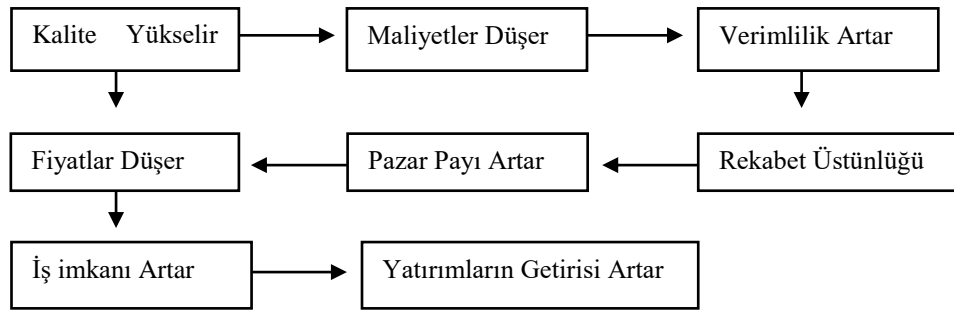 Kalite Yükselir
Maliyetler Düşer
Verimlilik Artar
Fiyatlar Düşer
Pazar Payı Artar
Rekabet Üstünlüğü
İş imkanı Artar
Yatırımların Getirisi Artar